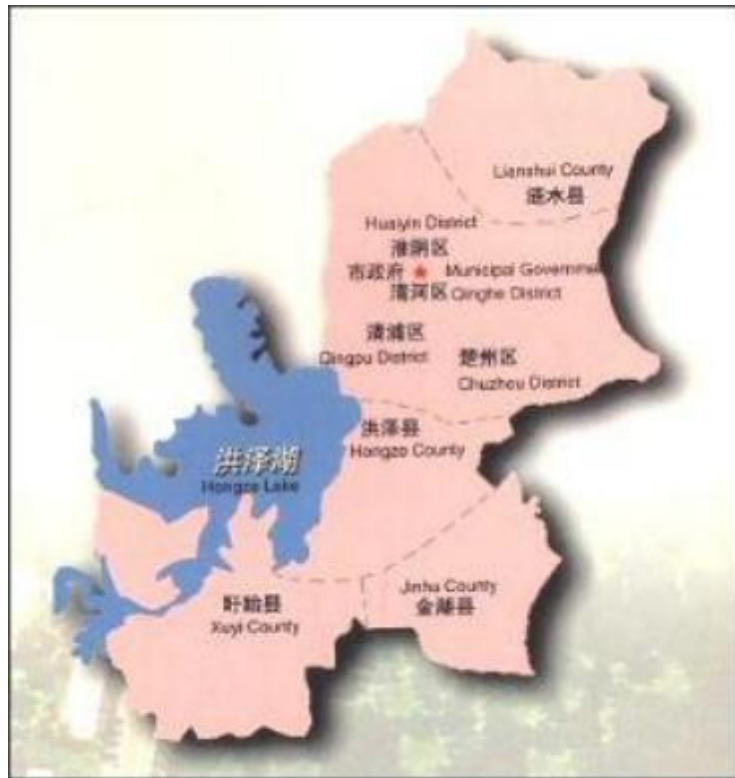 Lianshui County
涟水县
Huaiyin District
淮阴区
市政府 ★ Municipal Governme
清河区 Qinghe District
清浦区
Qingpu District
楚州区
Chuzhou District
洪泽县
Hongze County
洪泽湖
Hongze Lake
Jinhu County
金湖县
盱眙县
Xuyi County